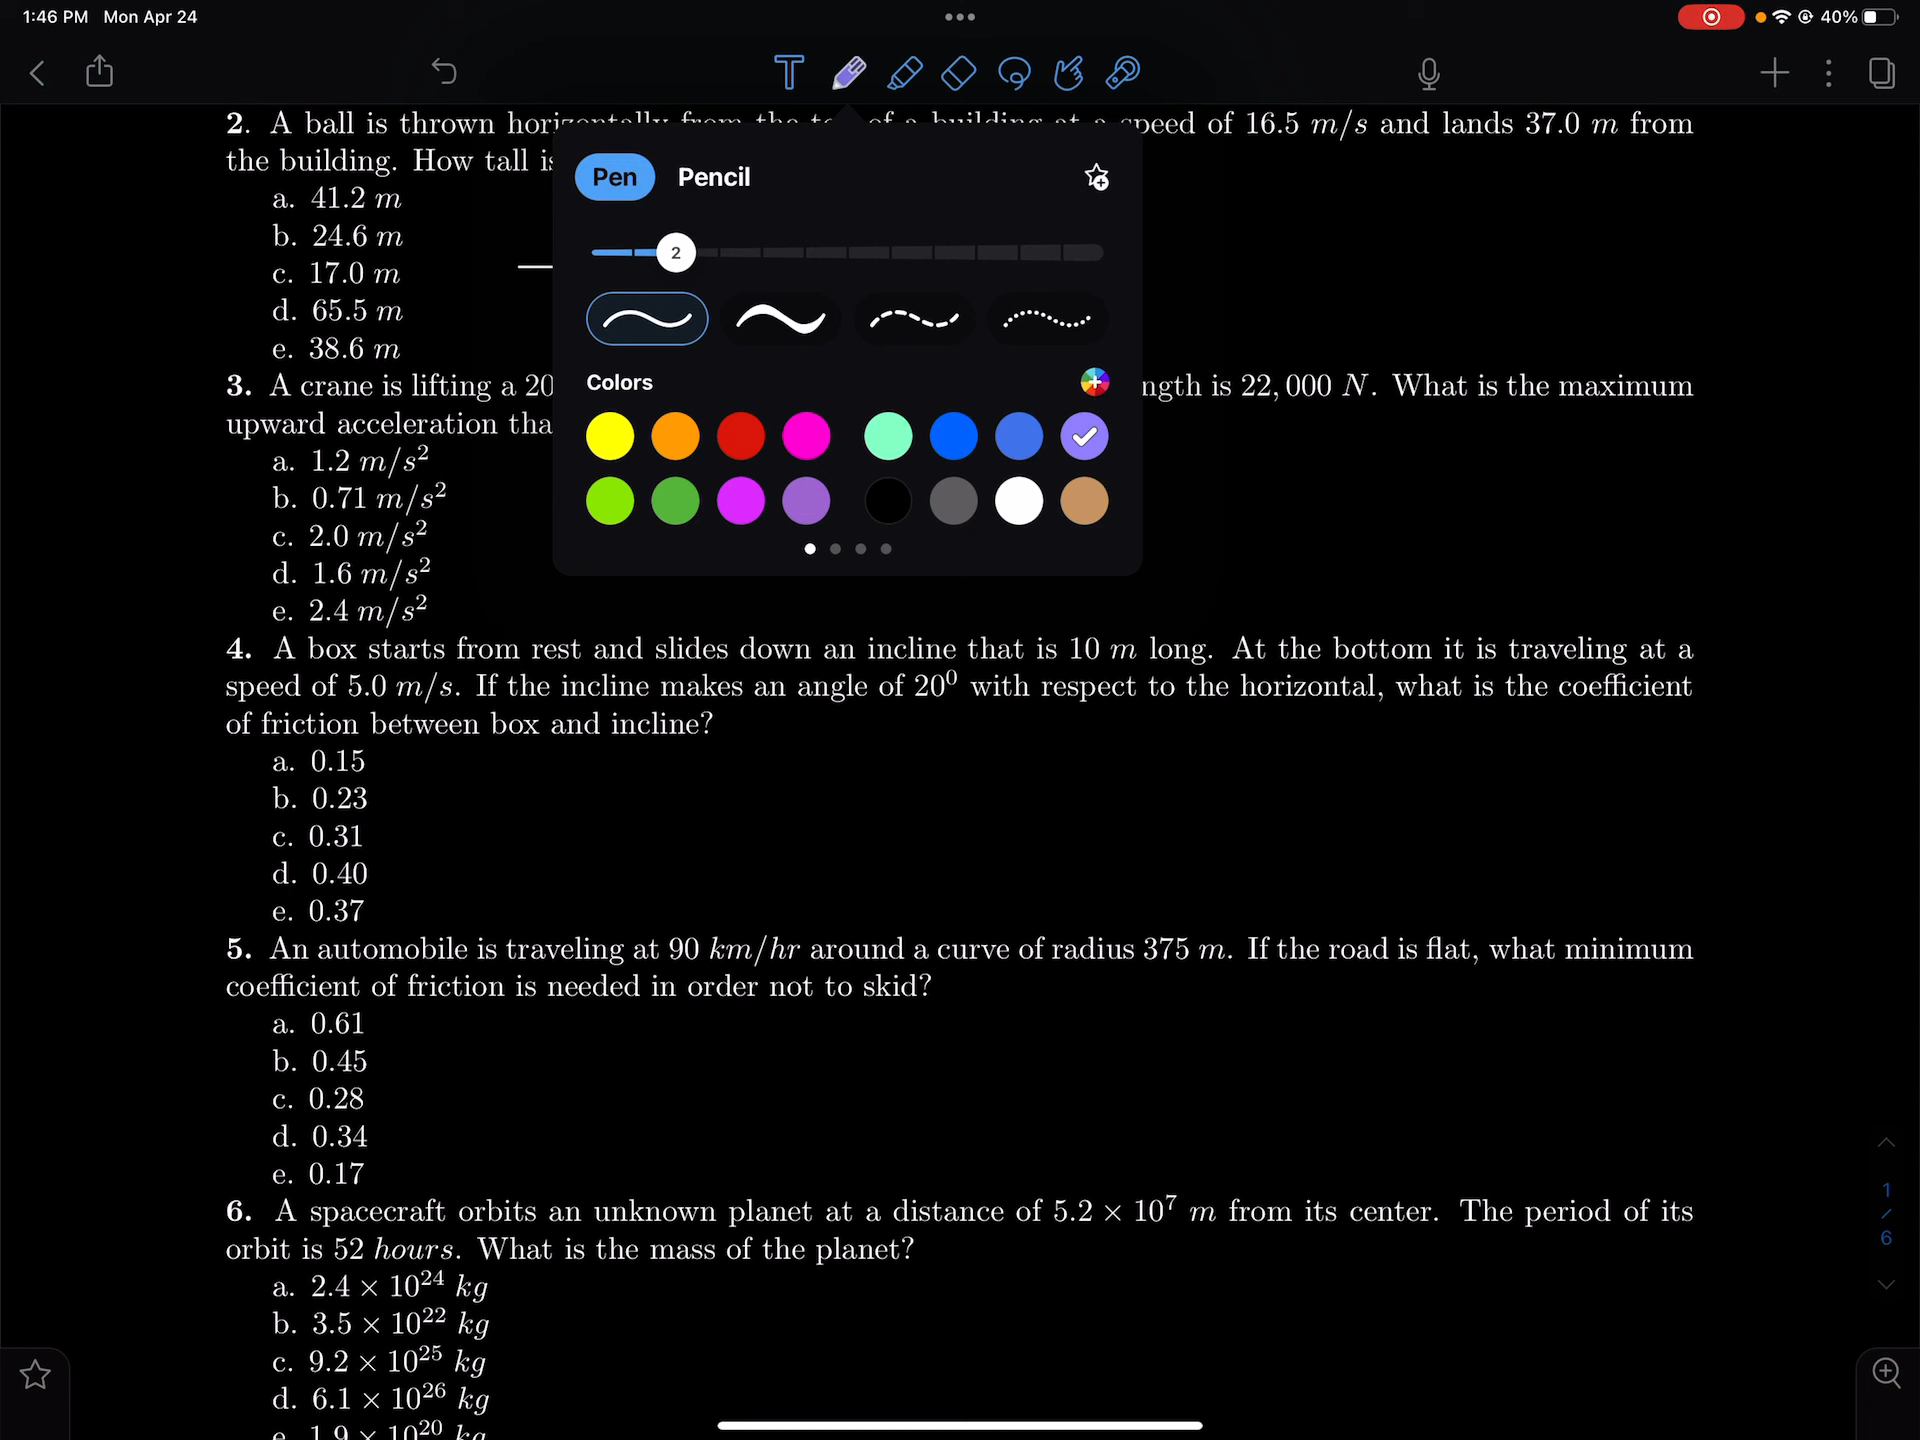 1:46 PM Mon Apr 24
40%
2. A ball is thrown horizontally from the top of a building at a speed of 16.5 m/s and lands 37.0 m from
the building. How tall is
a. 41.2 m
b. 24.6 m
c. 17.0 m
d. 65.5 m
e. 38.6 m
Pen Pencil
2
Colors
3. A crane is lifting a 20 ngth is 22,000 N. What is the maximum
upward acceleration tha
a. 1.2 m/s²
b. 0.71 m/s²
c. 2.0 m/s²
d. 1.6 m/s²
e. 2.4 m/s²
4. A box starts from rest and slides down an incline that is 10 m long. At the bottom it is traveling at a
speed of 5.0 m/s. If the incline makes an angle of 20⁰ with respect to the horizontal, what is the coefficient
of friction between box and incline?
a. 0.15
b. 0.23
c. 0.31
d. 0.40
e. 0.37
5. An automobile is traveling at 90 km/hr around a curve of radius 375 m. If the road is flat, what minimum
coefficient of friction is needed in order not to skid?
a. 0.61
b. 0.45
c. 0.28
d. 0.34
e. 0.17
6. A spacecraft orbits an unknown planet at a distance of 5.2 × 10⁷ m from its center. The period of its
orbit is 52 hours. What is the mass of the planet?
a. 2.4 × 10²⁴ kg
b. 3.5 × 10²² kg
c. 9.2 × 10²⁵ kg
d. 6.1 × 10²⁶ kg
e. 1.9 × 10²⁰ kg
1
/
6